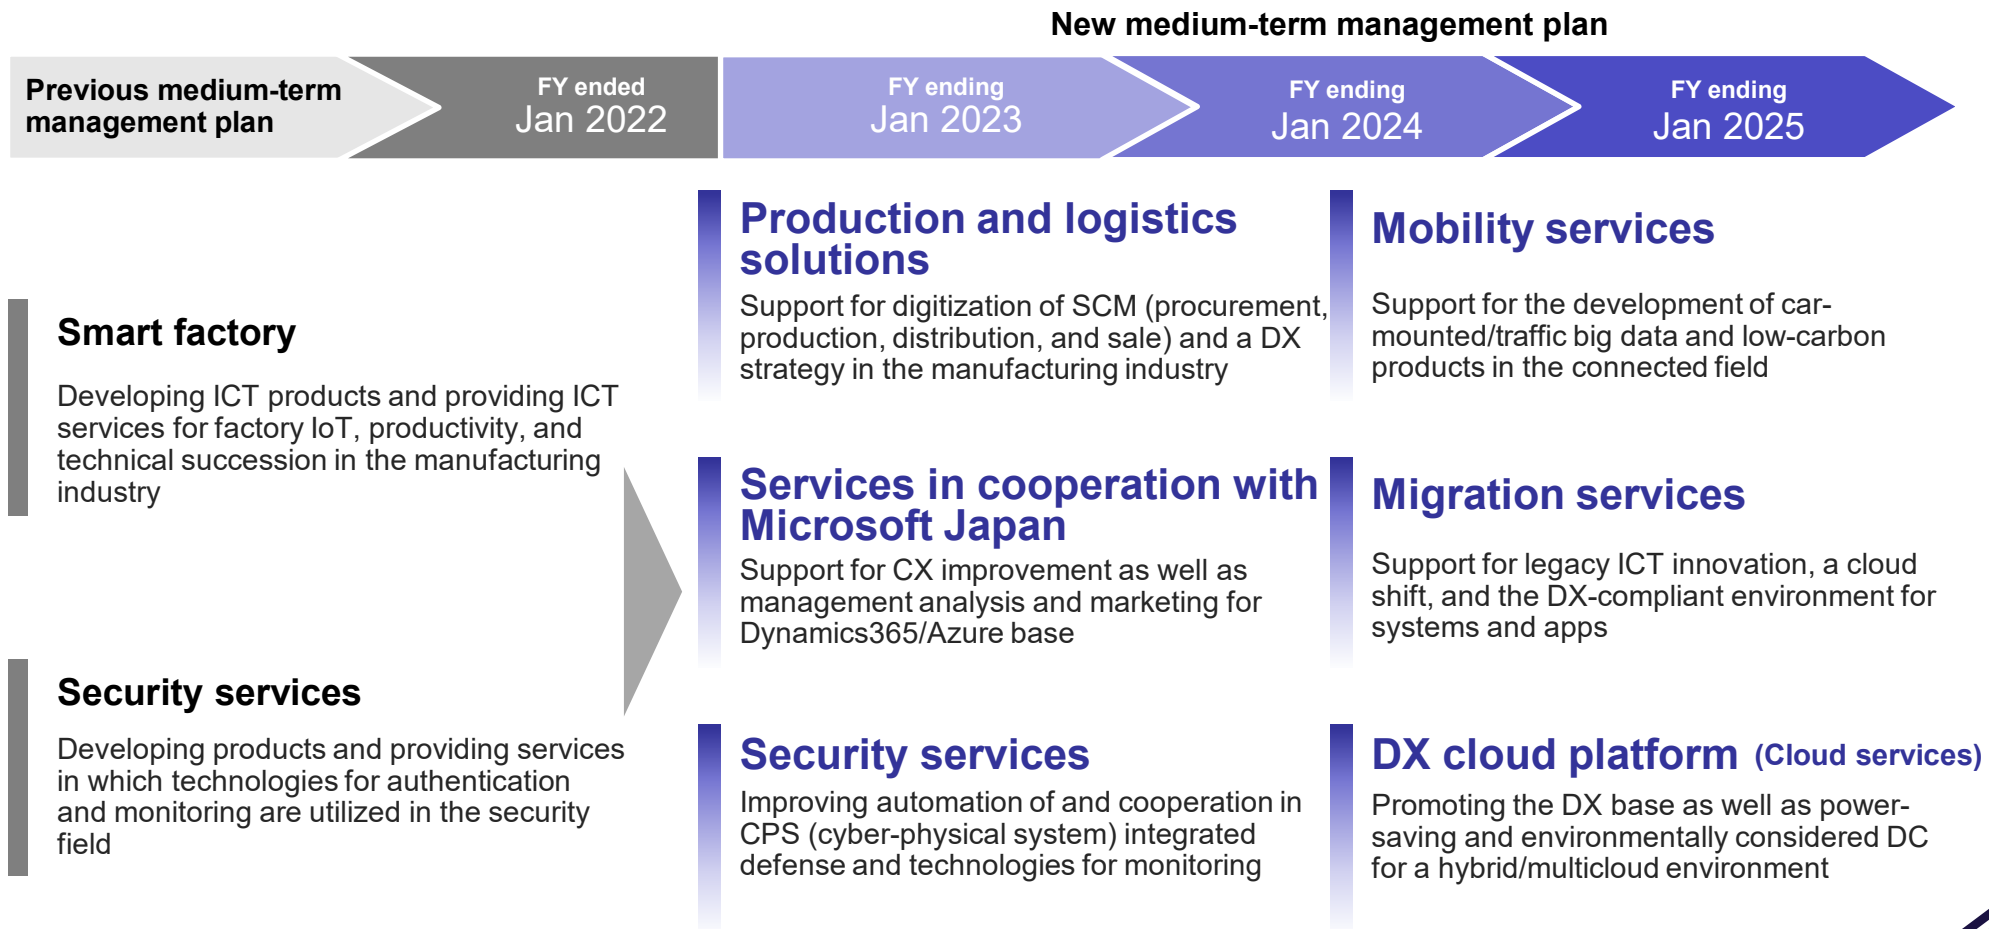 New medium-term management plan
Previous medium-term
management plan
FY ended
Jan 2022
FY ending
Jan 2023
FY ending
Jan 2024
FY ending
Jan 2025
Smart factory
Developing ICT products and providing ICT
services for factory IoT, productivity, and
technical succession in the manufacturing
industry
Security services
Developing products and providing services
in which technologies for authentication
and monitoring are utilized in the security
field
Production and logistics
solutions
Support for digitization of SCM (procurement,
production, distribution, and sale) and a DX
strategy in the manufacturing industry
Services in cooperation with
Microsoft Japan
Support for CX improvement as well as
management analysis and marketing for
Dynamics365/Azure base
Security services
Improving automation of and cooperation in
CPS (cyber-physical system) integrated
defense and technologies for monitoring
Mobility services
Support for the development of car-
mounted/traffic big data and low-carbon
products in the connected field
Migration services
Support for legacy ICT innovation, a cloud
shift, and the DX-compliant environment for
systems and apps
DX cloud platform (Cloud services)
Promoting the DX base as well as power-
saving and environmentally considered DC
for a hybrid/multicloud environment